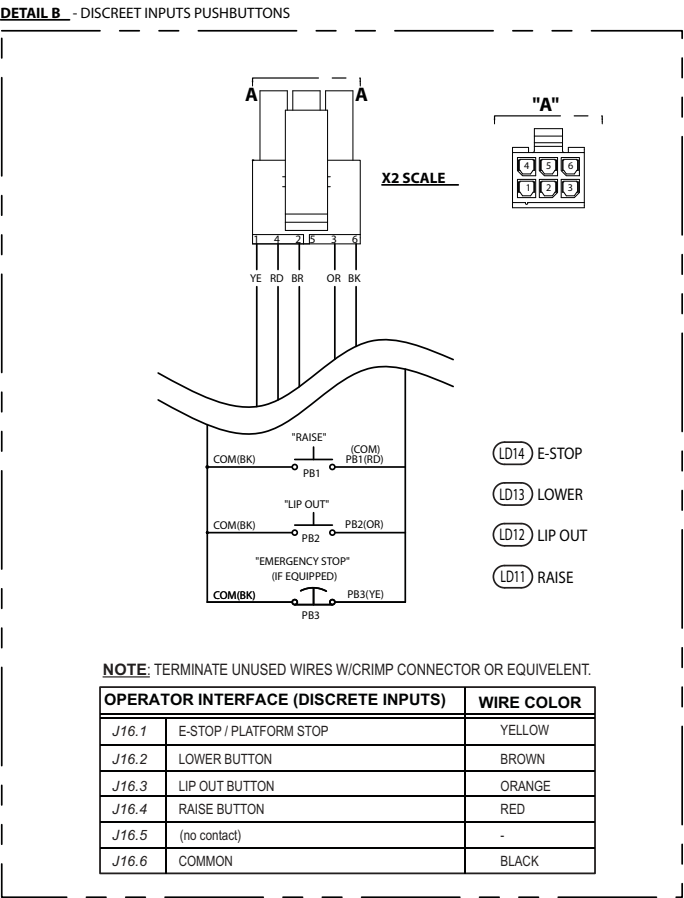 DETAIL B - DISCREET INPUTS PUSHBUTTONS
A A
"A"
X2 SCALE
4 5 6
1 2 3
1 4 2 5 3 6
YE RD BR OR BK
"RAISE"
COM(BK) (COM)
PB1(RD)
PB1
"LIP OUT"
COM(BK) PB2(OR)
PB2
"EMERGENCY STOP"
(IF EQUIPPED)
COM(BK) PB3(YE)
PB3
LD14 E-STOP
LD13 LOWER
LD12 LIP OUT
LD11 RAISE
NOTE: TERMINATE UNUSED WIRES W/CRIMP CONNECTOR OR EQUIVELENT.
OPERATOR INTERFACE (DISCRETE INPUTS) WIRE COLOR
J16.1 E-STOP / PLATFORM STOP YELLOW
J16.2 LOWER BUTTON BROWN
J16.3 LIP OUT BUTTON ORANGE
J16.4 RAISE BUTTON RED
J16.5 (no contact) -
J16.6 COMMON BLACK